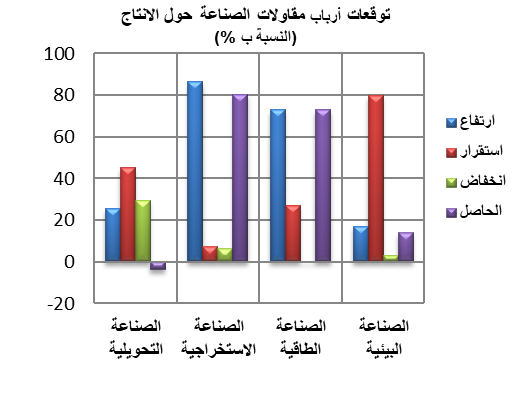 توقعات أرباب مقاولات الصناعة حول الانتاج
(النسبة ب %)
100
80
60
40
20
0
-20
ارتفاع
استقرار
انخفاض
الحاصل
الصناعة التحويلية
الصناعة الاستخراجية
الصناعة الطاقية
الصناعة البيئية